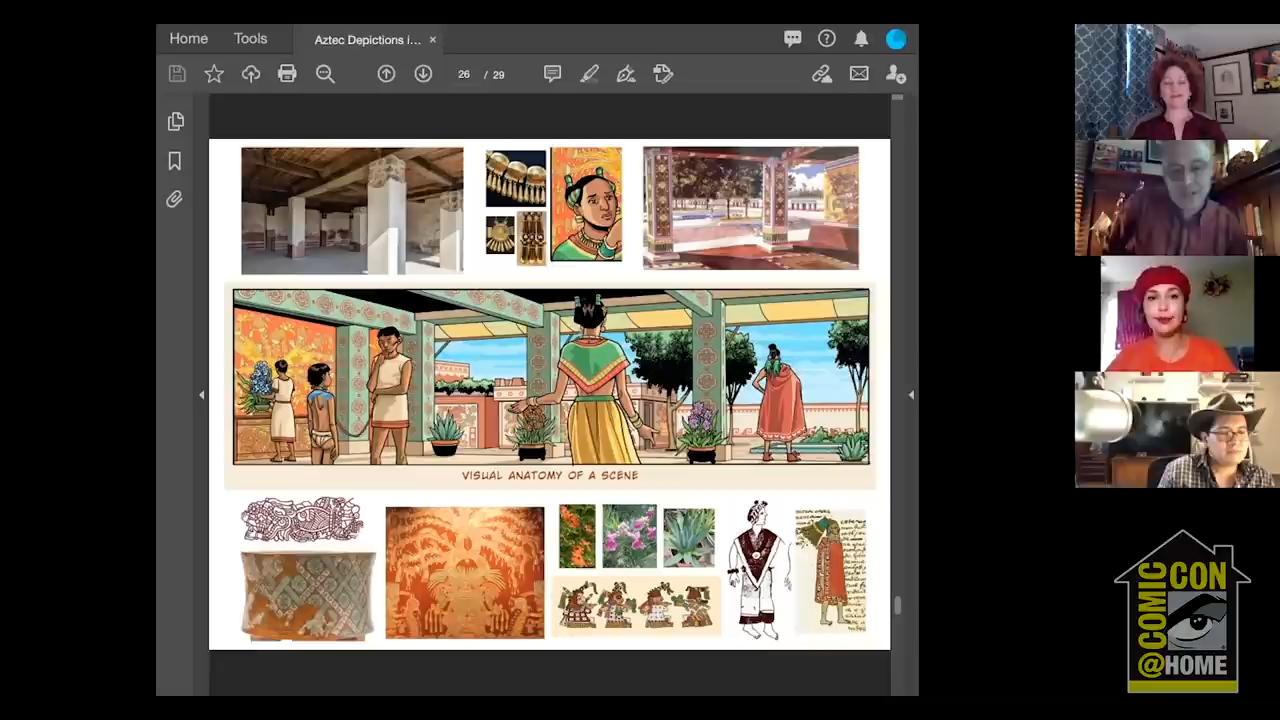 Home Tools Aztec Depictions i... ×
26 / 29
VISUAL ANATOMY OF A SCENE
COMIC
CON
@HOME